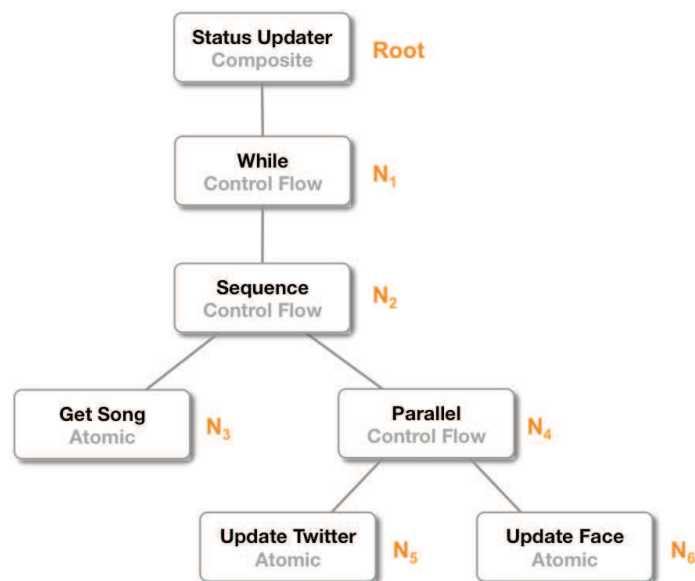 Status Updater
Composite
Root
While
Control Flow
N₁
Sequence
Control Flow
N₂
Get Song
Atomic
N₃
Parallel
Control Flow
N₄
Update Twitter
Atomic
N₅
Update Face
Atomic
N₆